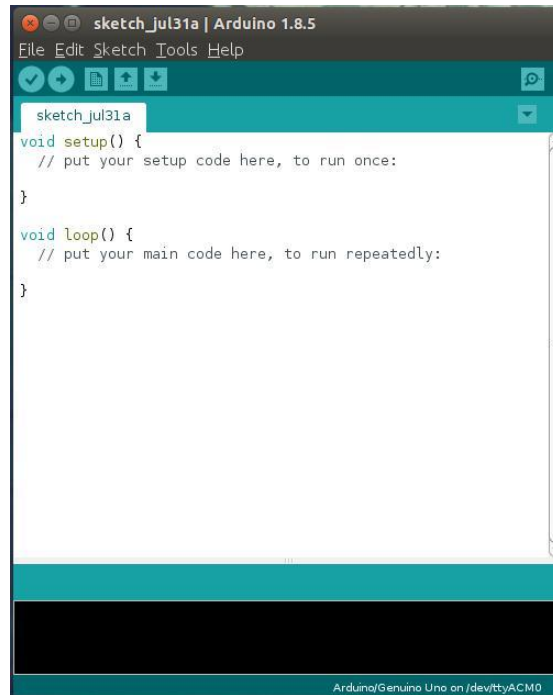 sketch_jul31a | Arduino 1.8.5
File Edit Sketch Tools Help
sketch_jul31a
void setup() {
  // put your setup code here, to run once:

}

void loop() {
  // put your main code here, to run repeatedly:

}
Arduino/Genuino Uno on /dev/ttyACM0